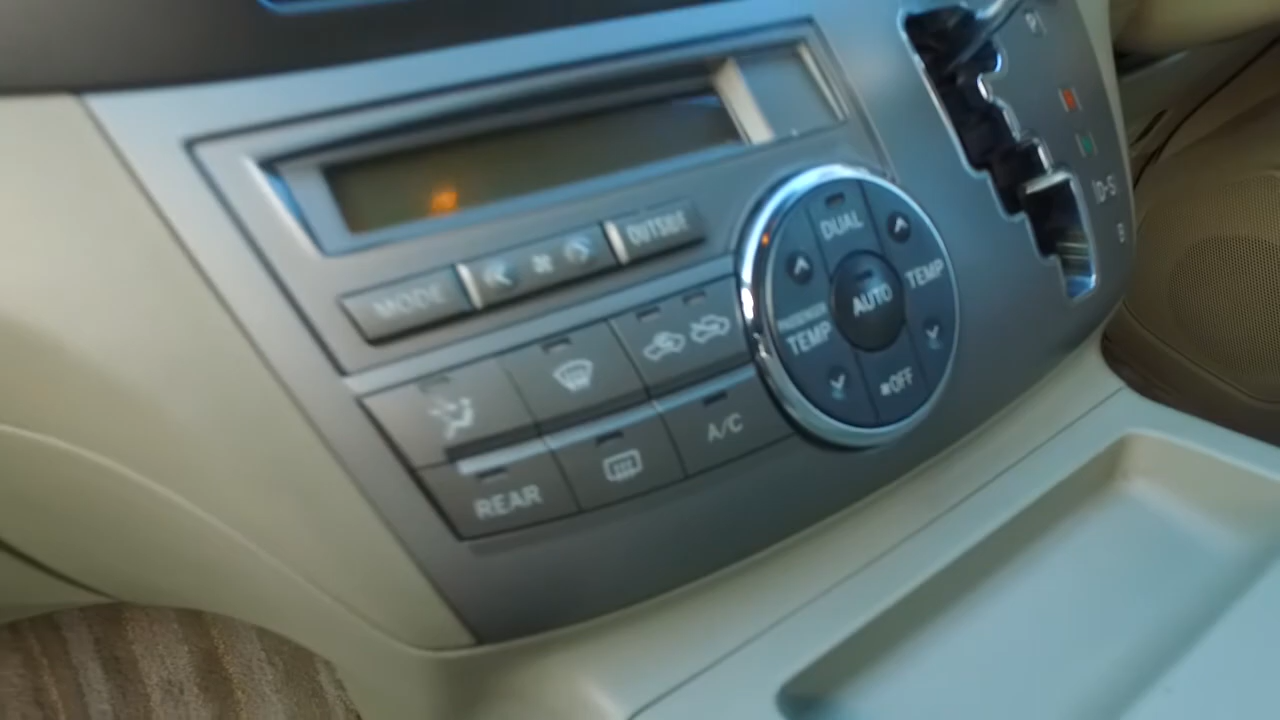 P
D-S
B
MODE
OUTSIDE
DUAL
TEMP
AUTO
PASSENGER
TEMP
OFF
A/C
REAR